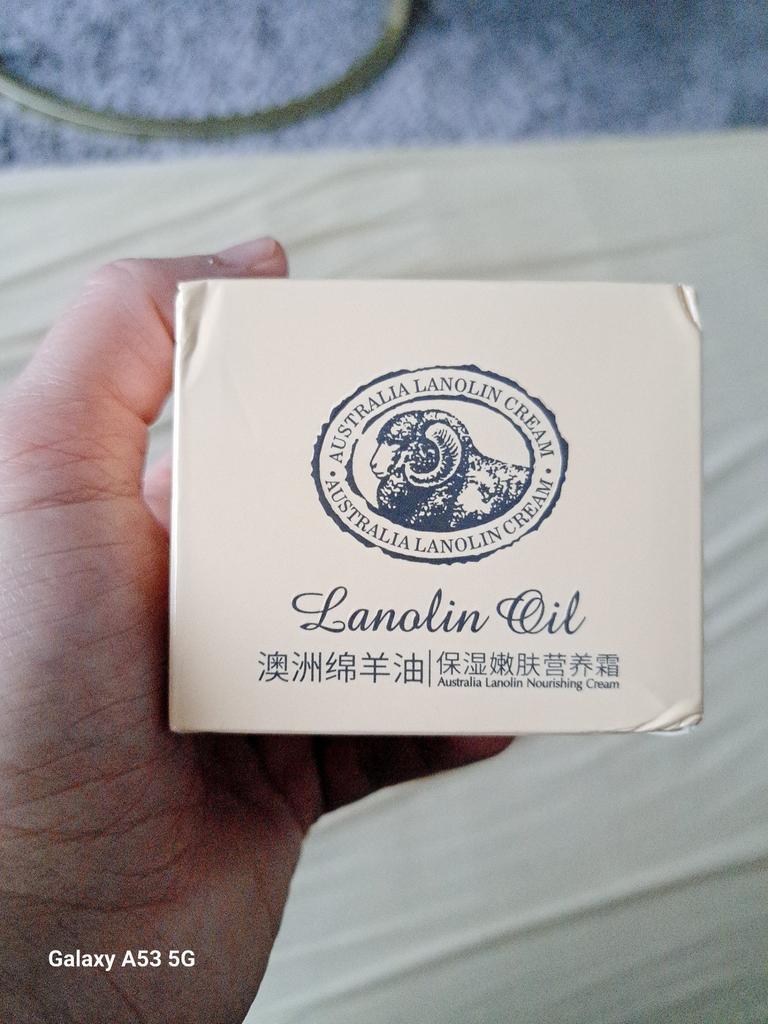 AUSTRALIA LANOLIN CREAM
AUSTRALIA LANOLIN CREAM
Lanolin Oil
澳洲绵羊油|保湿嫩肤营养霜
Australia Lanolin Nourishing Cream
Galaxy A53 5G